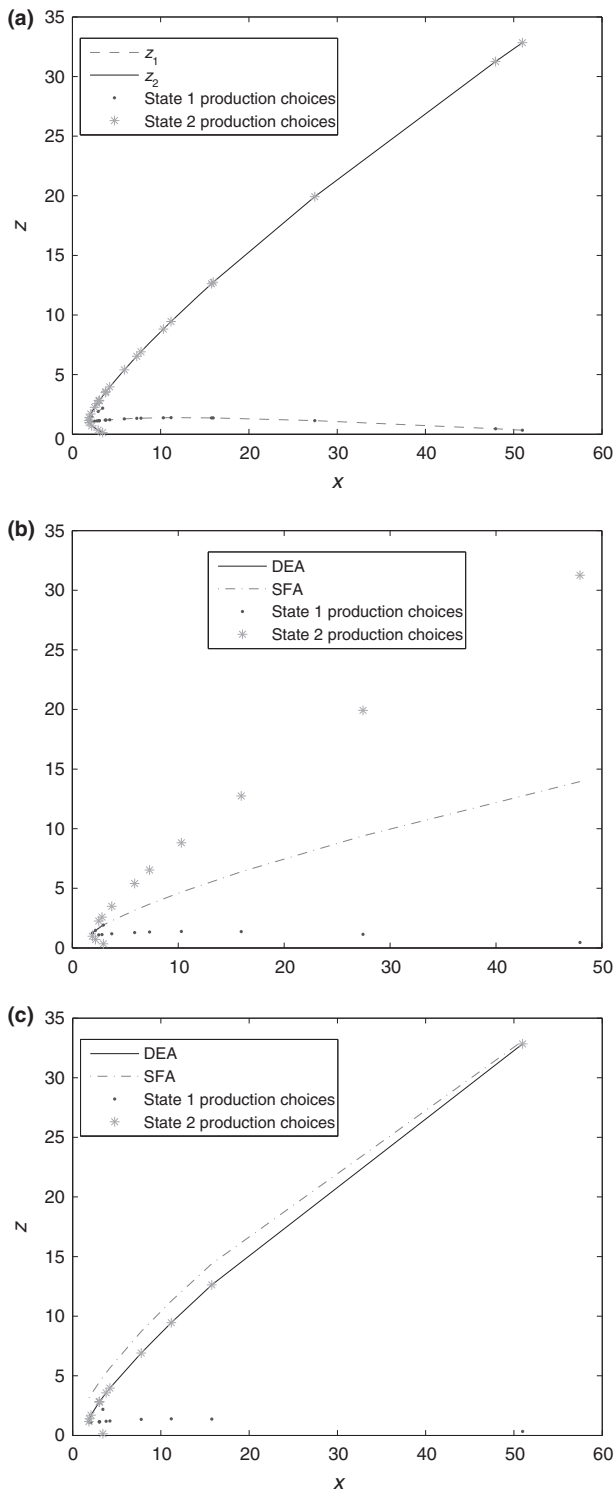 (a)
35
30
25
20
15
10
5
0
z
z1
z2
State 1 production choices
State 2 production choices
0 10 20 30 40 50 60
x
(b)
35
30
25
20
15
10
5
0
z
DEA
SFA
State 1 production choices
State 2 production choices
0 10 20 30 40 50
(c)
35
30
25
20
15
10
5
0
z
DEA
SFA
State 1 production choices
State 2 production choices
0 10 20 30 40 50 60
x